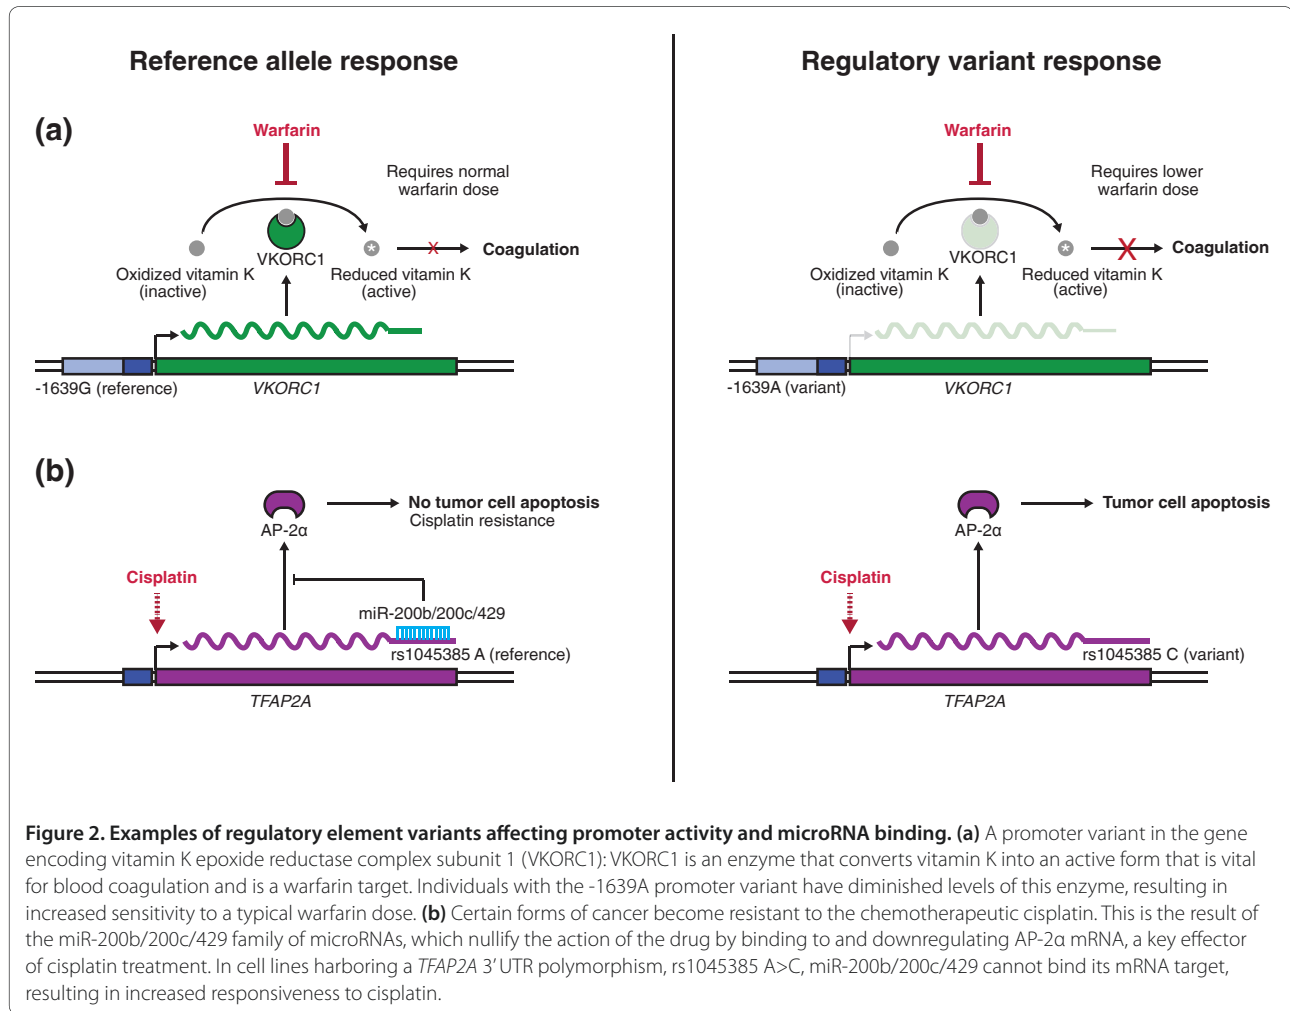 Reference allele response
Regulatory variant response
(a)
Warfarin
Requires normal
warfarin dose
*
X
Coagulation
VKORC1
Oxidized vitamin K
(inactive)
Reduced vitamin K
(active)
-1639G (reference)
VKORC1
Warfarin
Requires lower
warfarin dose
*
X
Coagulation
VKORC1
Oxidized vitamin K
(inactive)
Reduced vitamin K
(active)
-1639A (variant)
VKORC1
(b)
AP-2α
No tumor cell apoptosis
Cisplatin resistance
Cisplatin
miR-200b/200c/429
rs1045385 A (reference)
TFAP2A
AP-2α
Tumor cell apoptosis
Cisplatin
rs1045385 C (variant)
TFAP2A
Figure 2. Examples of regulatory element variants affecting promoter activity and microRNA binding. (a) A promoter variant in the gene
encoding vitamin K epoxide reductase complex subunit 1 (VKORC1): VKORC1 is an enzyme that converts vitamin K into an active form that is vital
for blood coagulation and is a warfarin target. Individuals with the -1639A promoter variant have diminished levels of this enzyme, resulting in
increased sensitivity to a typical warfarin dose. (b) Certain forms of cancer become resistant to the chemotherapeutic cisplatin. This is the result of
the miR-200b/200c/429 family of microRNAs, which nullify the action of the drug by binding to and downregulating AP-2α mRNA, a key effector
of cisplatin treatment. In cell lines harboring a TFAP2A 3' UTR polymorphism, rs1045385 A>C, miR-200b/200c/429 cannot bind its mRNA target,
resulting in increased responsiveness to cisplatin.